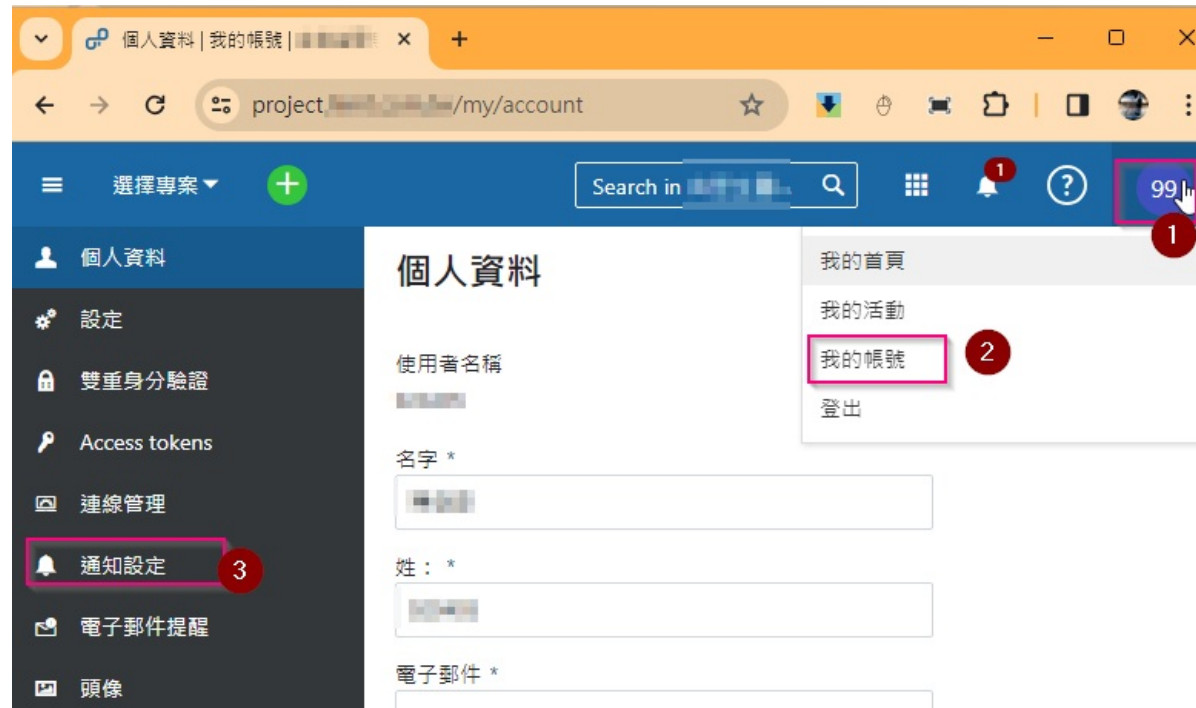 個人資料 | 我的帳號 |
project. /my/account
選擇專案
Search in
1
?
99
1
個人資料
設定
雙重身分驗證
Access tokens
連線管理
通知設定
3
電子郵件提醒
頭像
個人資料
使用者名稱
名字 *
姓： *
電子郵件 *
我的首頁
我的活動
我的帳號
2
登出